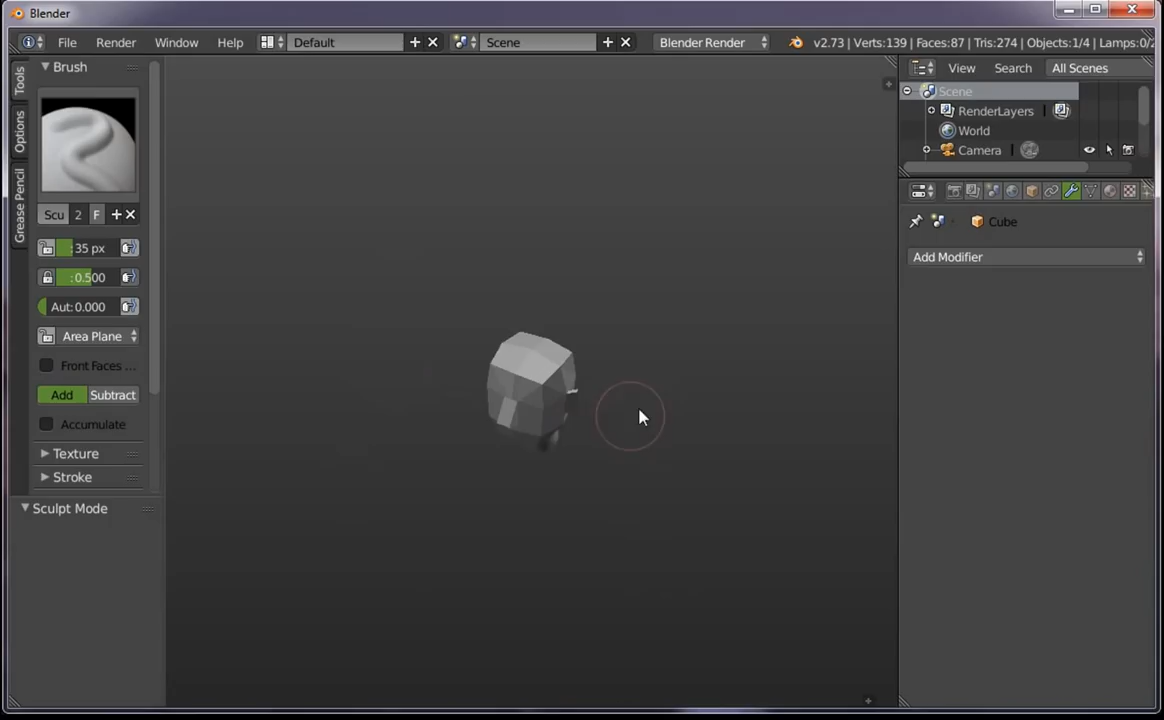 Blender
File Render Window Help Default Scene Blender Render v2.73 | Verts:139 | Faces:87 | Tris:274 | Objects:1/4 | Lamps:0/
Tools
Options
Grease Pencil
Brush
Scu 2 F
: 35 px
: 0.500
Aut: 0.000
Area Plane
Front Faces ...
Add Subtract
Accumulate
Texture
Stroke
Sculpt Mode
View Search All Scenes
Scene
RenderLayers
World
Camera
Cube
Add Modifier